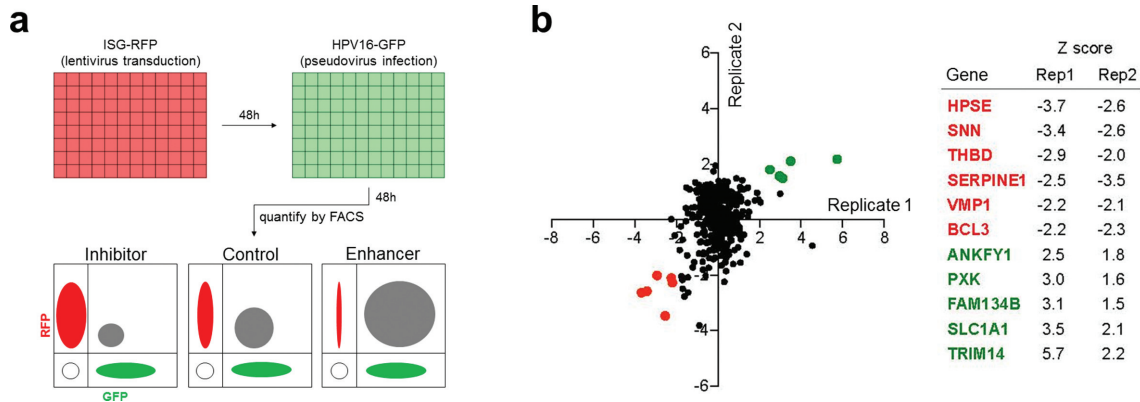 a
ISG-RFP
(lentivirus transduction)
HPV16-GFP
(pseudovirus infection)
48h
48h
quantify by FACS
Inhibitor
Control
Enhancer
RFP
GFP
b
Replicate 2
Replicate 1
6
4
2
-2
-4
-6
-8
-6
-4
-2
0
2
4
6
8
Z score
Gene Rep1 Rep2
HPSE -3.7 -2.6
SNN -3.4 -2.6
THBD -2.9 -2.0
SERPINE1 -2.5 -3.5
VMP1 -2.2 -2.1
BCL3 -2.2 -2.3
ANKFY1 2.5 1.8
PXK 3.0 1.6
FAM134B 3.1 1.5
SLC1A1 3.5 2.1
TRIM14 5.7 2.2